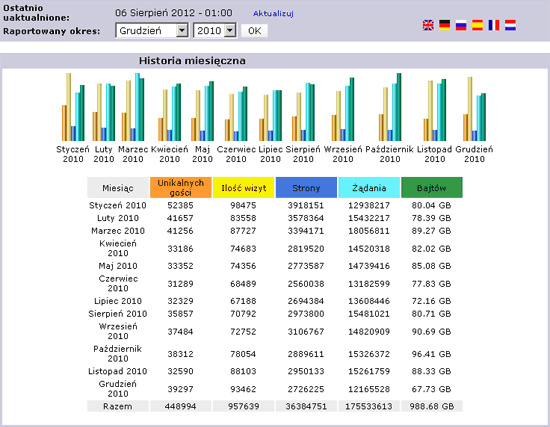 Ostatnio
uaktualnione: 06 Sierpień 2012 - 01:00 Aktualizuj
Raportowany okres: Grudzień 2010 OK
Historia miesięczna
Styczeń 2010 Luty 2010 Marzec 2010 Kwiecień 2010 Maj 2010 Czerwiec 2010 Lipiec 2010 Sierpień 2010 Wrzesień 2010 Październik 2010 Listopad 2010 Grudzień 2010
Miesiąc Unikalnych gości Ilość wizyt Strony Żądania Bajtów
Styczeń 2010 52385 98475 3918151 12938217 80.04 GB
Luty 2010 41657 83558 3578364 15432217 78.39 GB
Marzec 2010 41256 87727 3394171 18056811 89.27 GB
Kwiecień 2010 33186 74683 2819520 14520318 82.02 GB
Maj 2010 33352 74356 2773587 14739416 85.08 GB
Czerwiec 2010 31289 68489 2560038 13182599 77.83 GB
Lipiec 2010 32329 67188 2694384 13608446 72.16 GB
Sierpień 2010 35857 70792 2973800 15481021 80.71 GB
Wrzesień 2010 37484 72752 3106767 14820909 90.69 GB
Październik 2010 38312 78054 2889611 15326372 96.41 GB
Listopad 2010 32590 88103 2950133 15261759 88.33 GB
Grudzień 2010 39297 93462 2726225 12165528 67.73 GB
Razem 448994 957639 36384751 175533613 988.68 GB